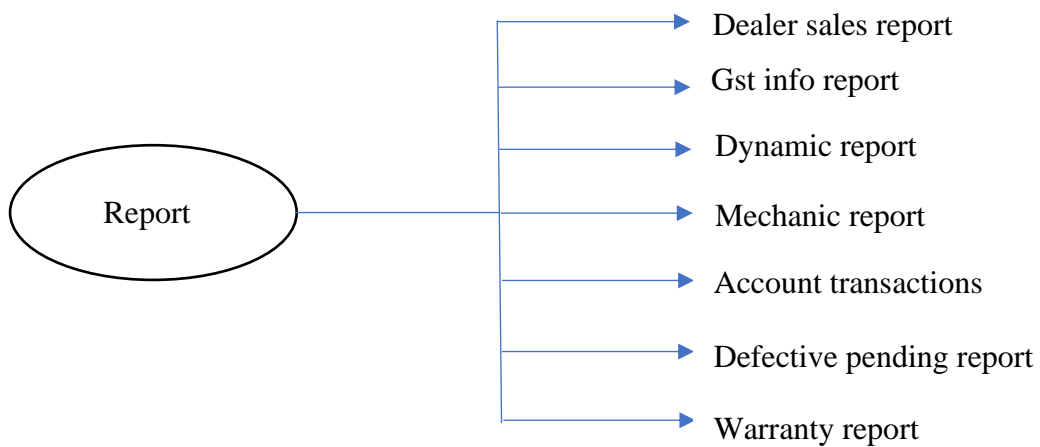 Dealer sales report
Gst info report
Dynamic report
Report
Mechanic report
Account transactions
Defective pending report
Warranty report